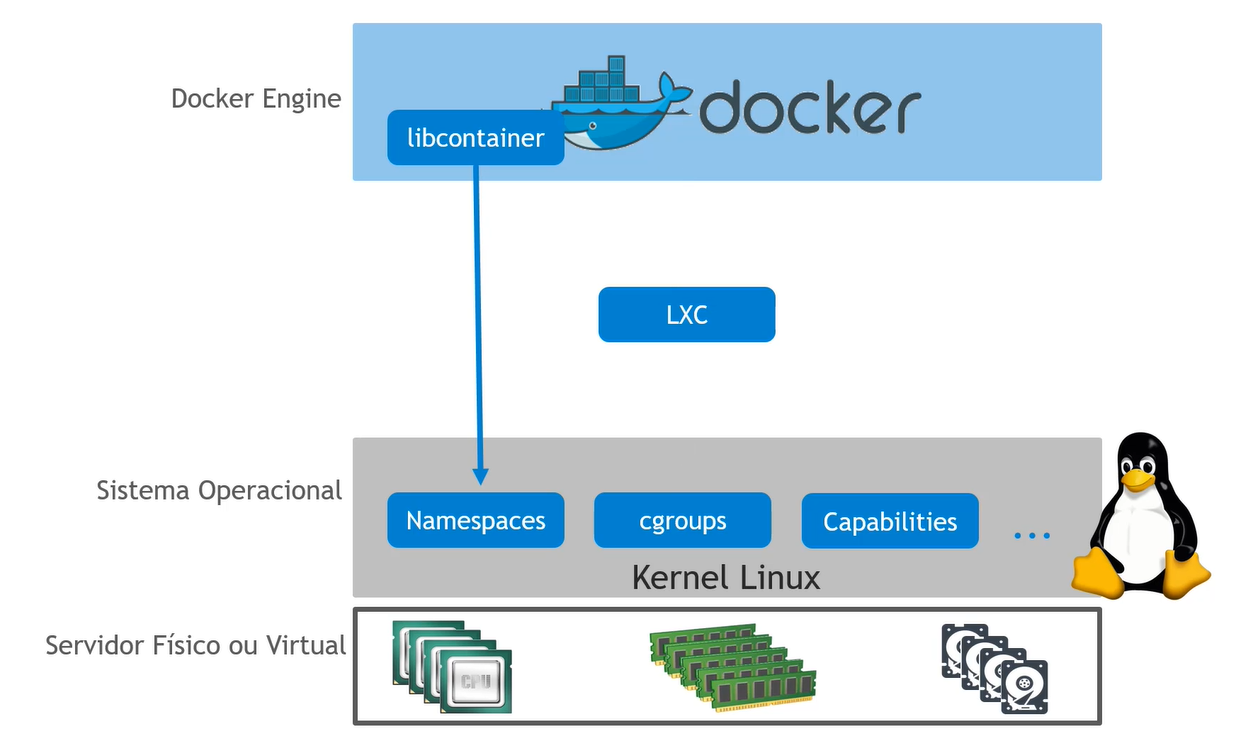 Docker Engine
docker
libcontainer
LXC
Sistema Operacional
Namespaces
cgroups
Capabilities
...
Kernel Linux
Servidor Físico ou Virtual
CPU